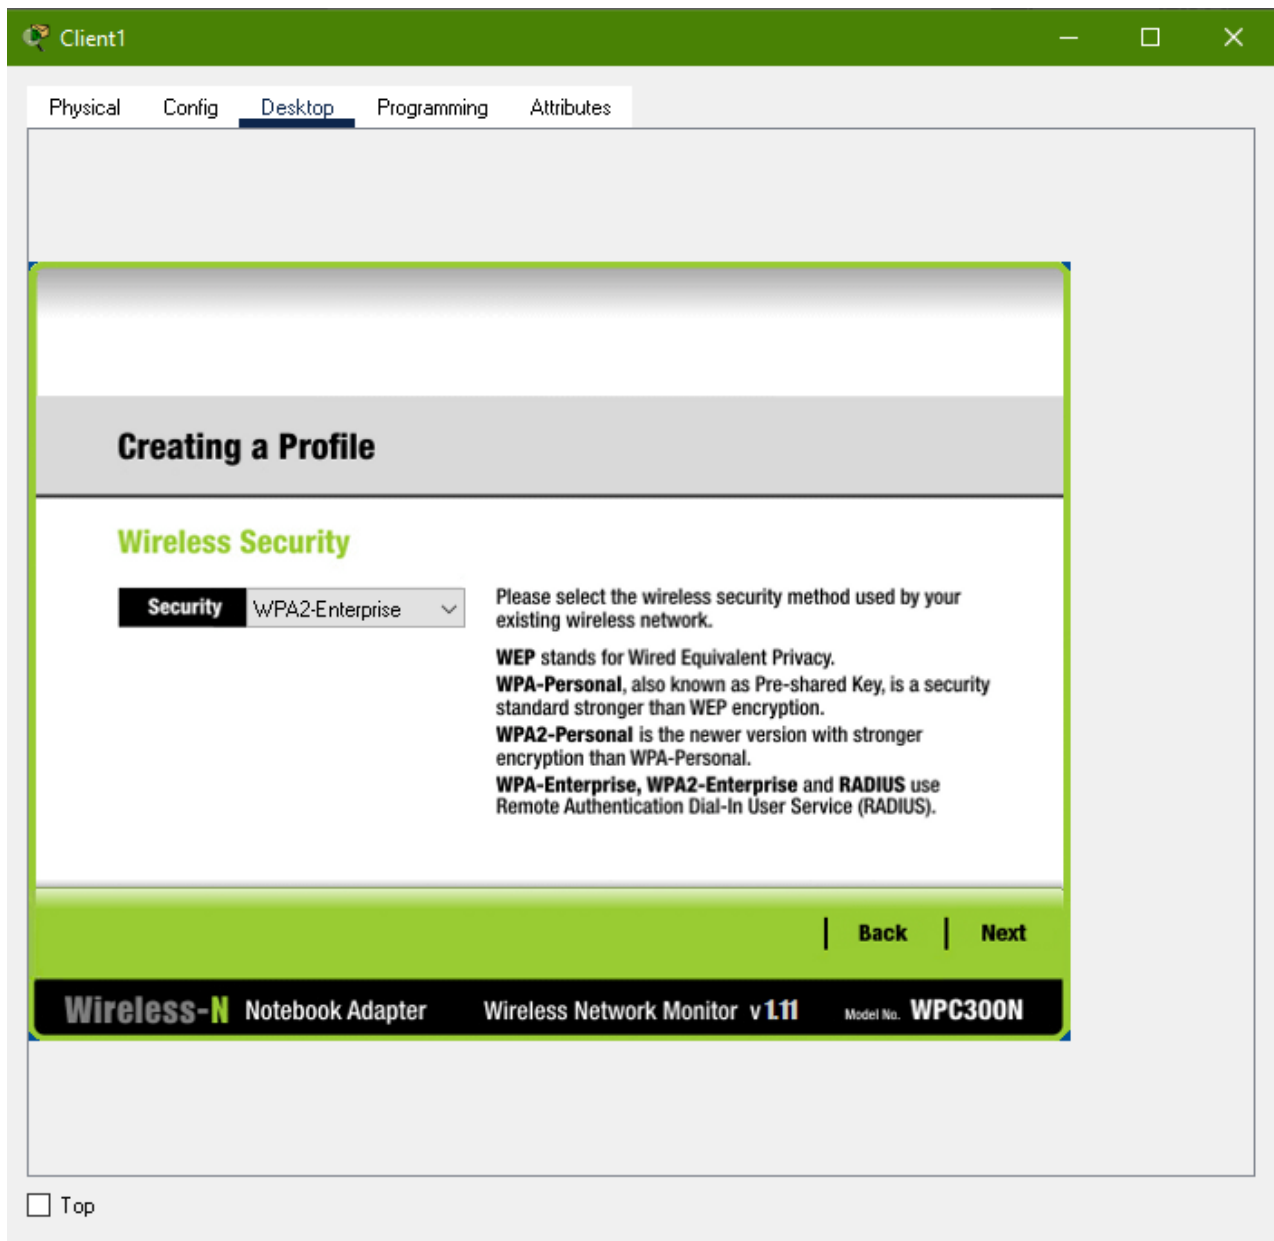 Client1
Physical Config Desktop Programming Attributes
Creating a Profile
Wireless Security
Security WPA2-Enterprise
Please select the wireless security method used by your
existing wireless network.
WEP stands for Wired Equivalent Privacy.
WPA-Personal, also known as Pre-shared Key, is a security
standard stronger than WEP encryption.
WPA2-Personal is the newer version with stronger
encryption than WPA-Personal.
WPA-Enterprise, WPA2-Enterprise and RADIUS use
Remote Authentication Dial-In User Service (RADIUS).
Back Next
Wireless-N Notebook Adapter Wireless Network Monitor v1.11 Model No. WPC300N
Top